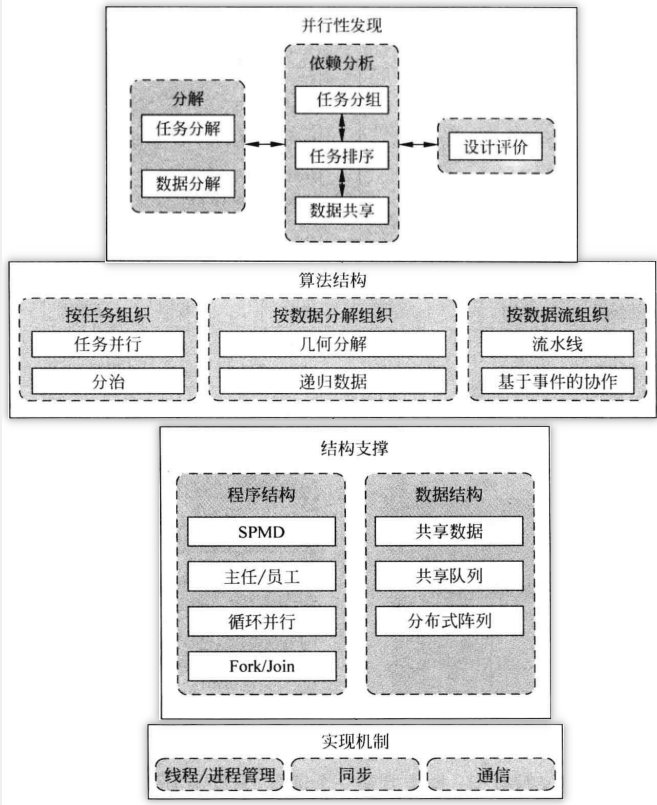 并行性发现
分解
任务分解
数据分解
依赖分析
任务分组
任务排序
数据共享
设计评价
算法结构
按任务组织
任务并行
分治
按数据分解组织
几何分解
递归数据
按数据流组织
流水线
基于事件的协作
结构支撑
程序结构
SPMD
主任/员工
循环并行
Fork/Join
数据结构
共享数据
共享队列
分布式阵列
实现机制
线程/进程管理
同步
通信